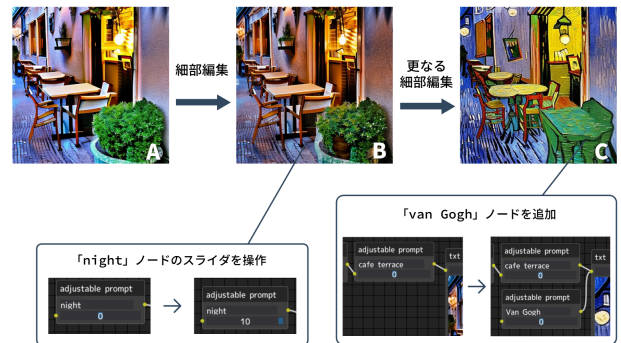 A
細部編集
B
更なる
細部編集
C
「night」ノードのスライダを操作
adjustable prompt
night
0
adjustable prompt
night
10
「van Gogh」ノードを追加
adjustable prompt
cafe terrace
0
txt
adjustable prompt
cafe terrace
0
txt
adjustable prompt
Van Gogh
0